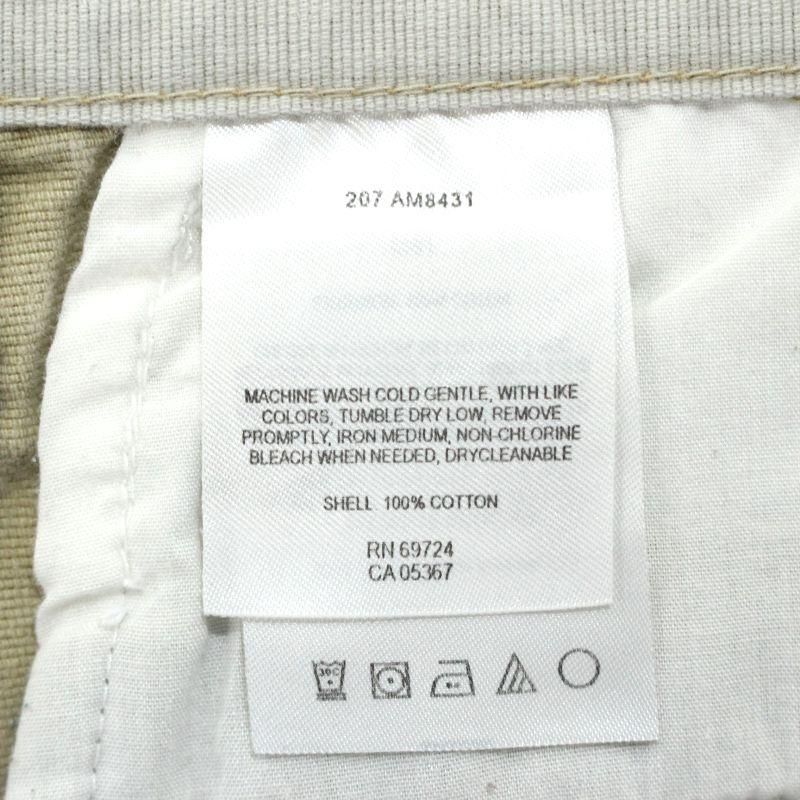 207 AM8431
MACHINE WASH COLD GENTLE, WITH LIKE
COLORS, TUMBLE DRY LOW, REMOVE
PROMPTLY, IRON MEDIUM, NON-CHLORINE
BLEACH WHEN NEEDED, DRYCLEANABLE
SHELL 100% COTTON
RN 69724
CA 05367
30C